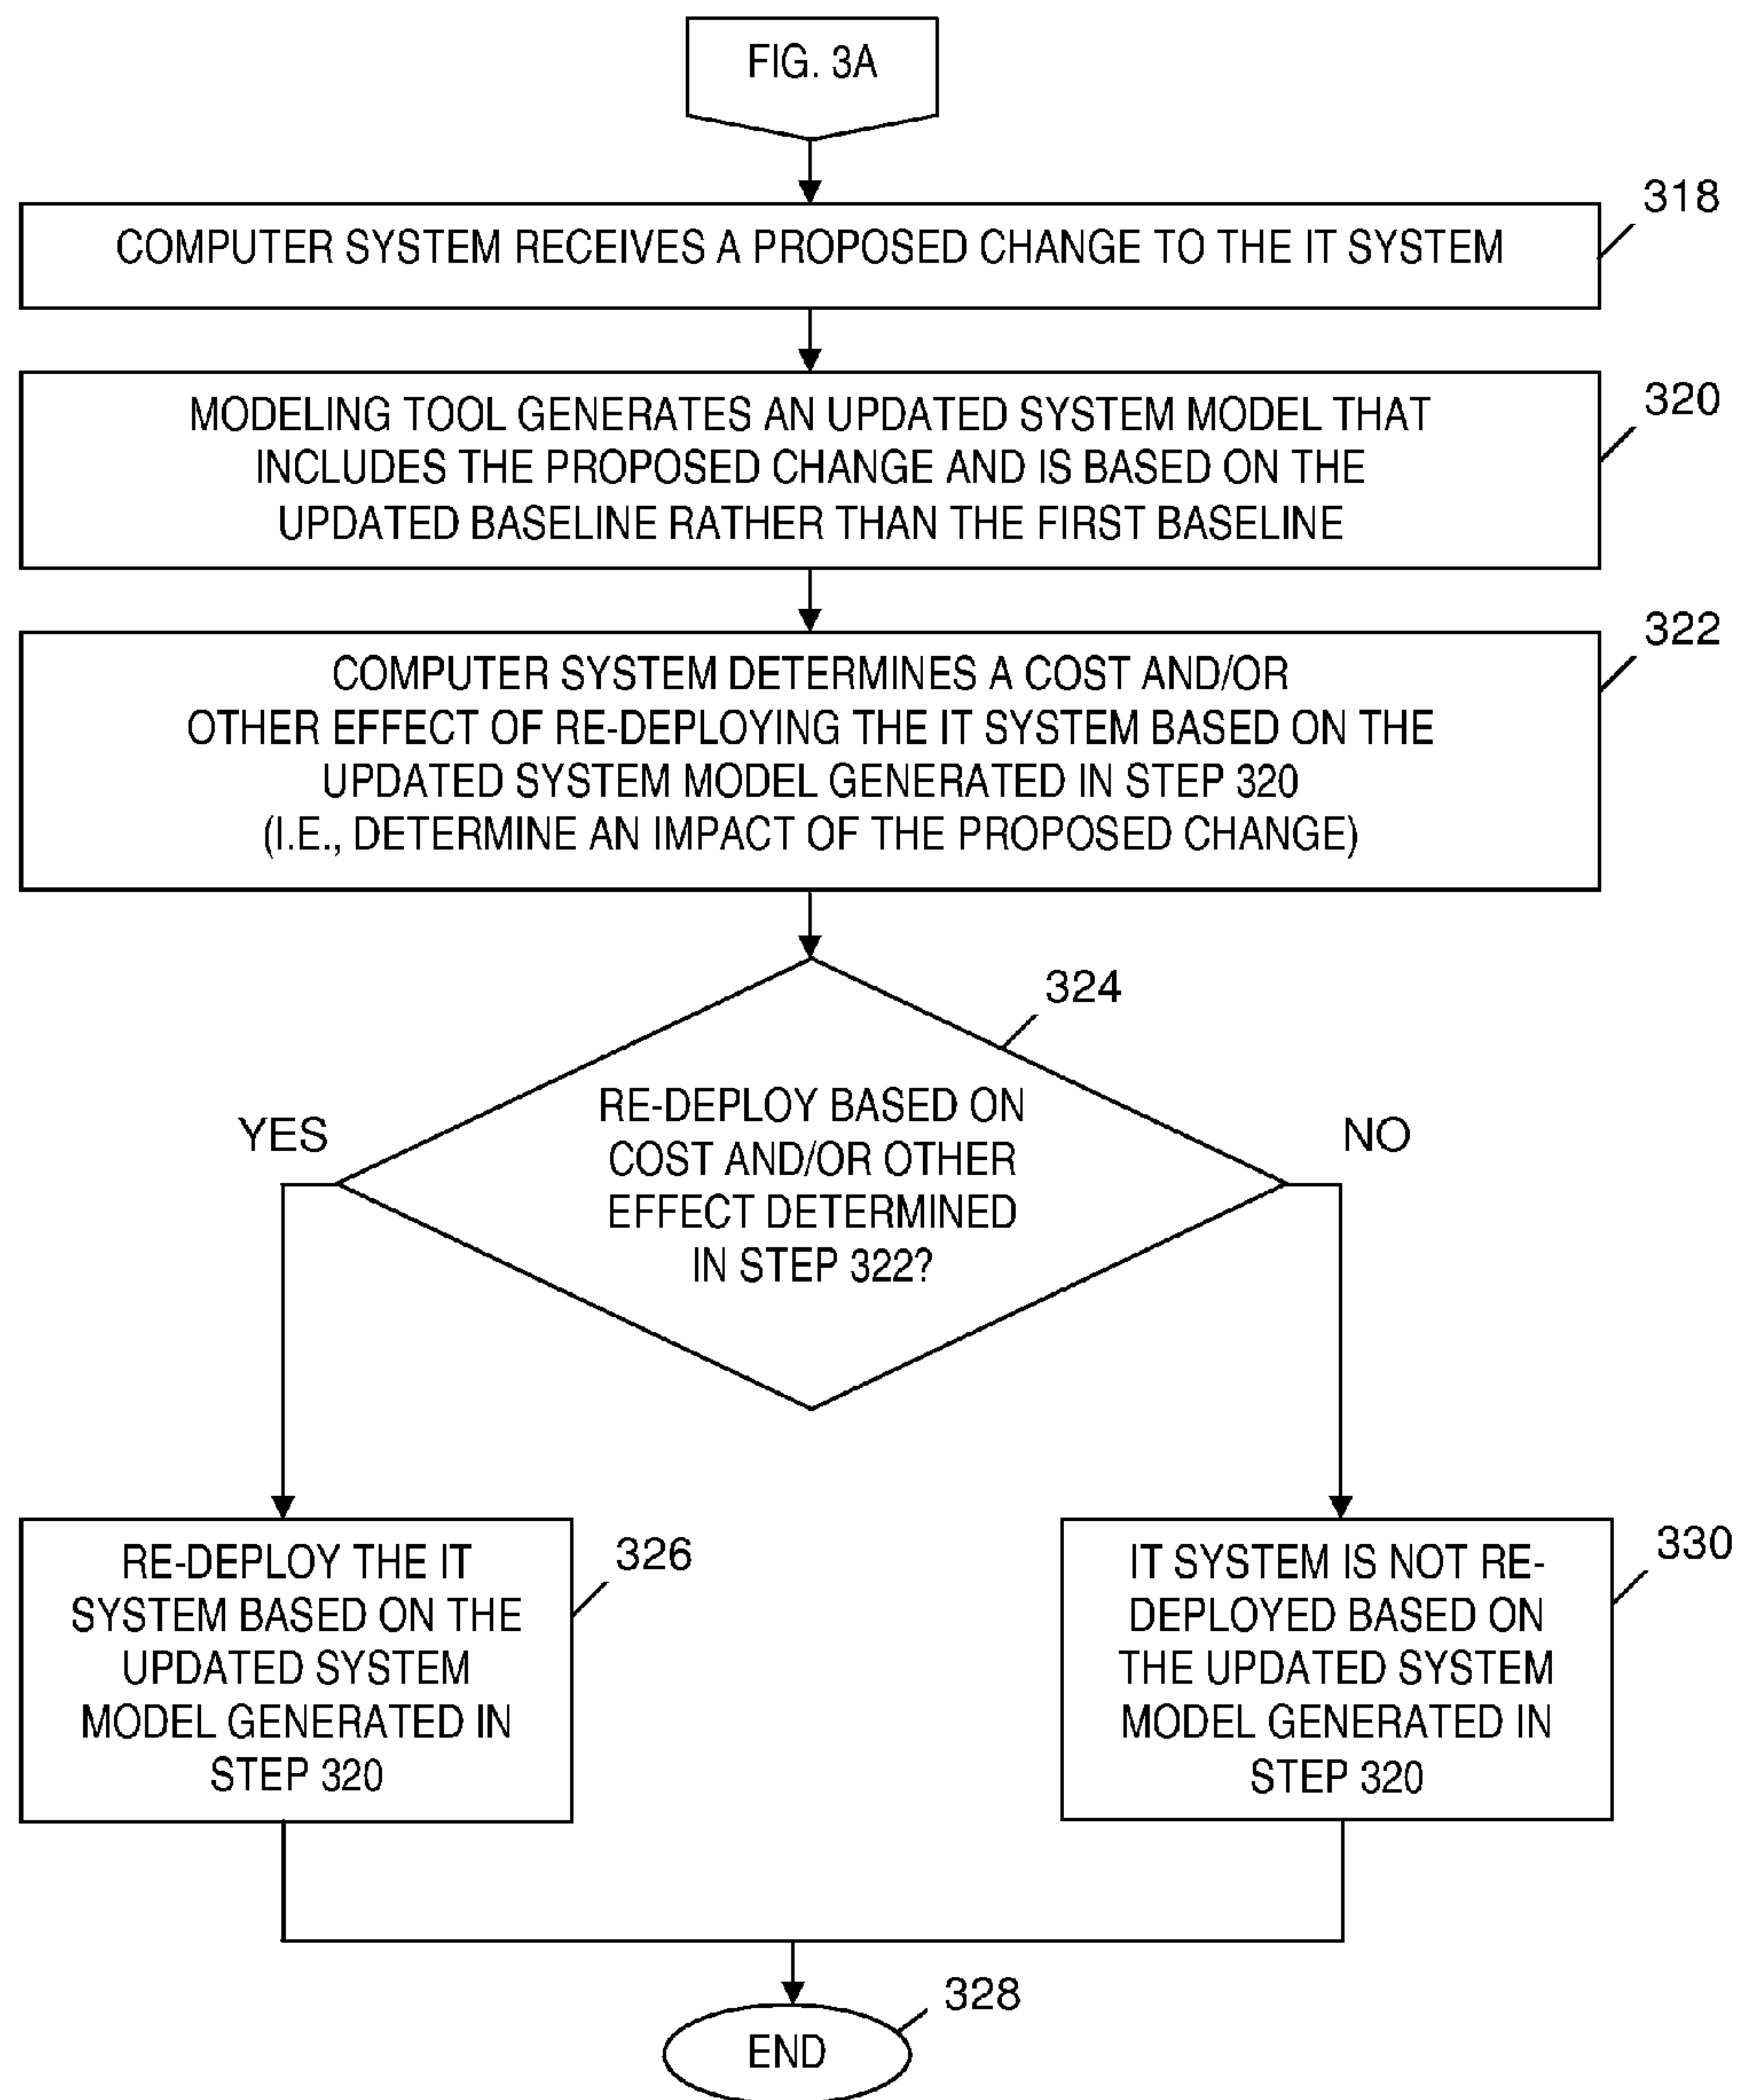 FIG. 3A
318
COMPUTER SYSTEM RECEIVES A PROPOSED CHANGE TO THE IT SYSTEM
320
MODELING TOOL GENERATES AN UPDATED SYSTEM MODEL THAT
INCLUDES THE PROPOSED CHANGE AND IS BASED ON THE
UPDATED BASELINE RATHER THAN THE FIRST BASELINE
322
COMPUTER SYSTEM DETERMINES A COST AND/OR
OTHER EFFECT OF RE-DEPLOYING THE IT SYSTEM BASED ON THE
UPDATED SYSTEM MODEL GENERATED IN STEP 320
(I.E., DETERMINE AN IMPACT OF THE PROPOSED CHANGE)
324
RE-DEPLOY BASED ON
COST AND/OR OTHER
EFFECT DETERMINED
IN STEP 322?
YES
NO
RE-DEPLOY THE IT
SYSTEM BASED ON THE
UPDATED SYSTEM
MODEL GENERATED IN
STEP 320
326
IT SYSTEM IS NOT RE-
DEPLOYED BASED ON
THE UPDATED SYSTEM
MODEL GENERATED IN
STEP 320
330
328
END